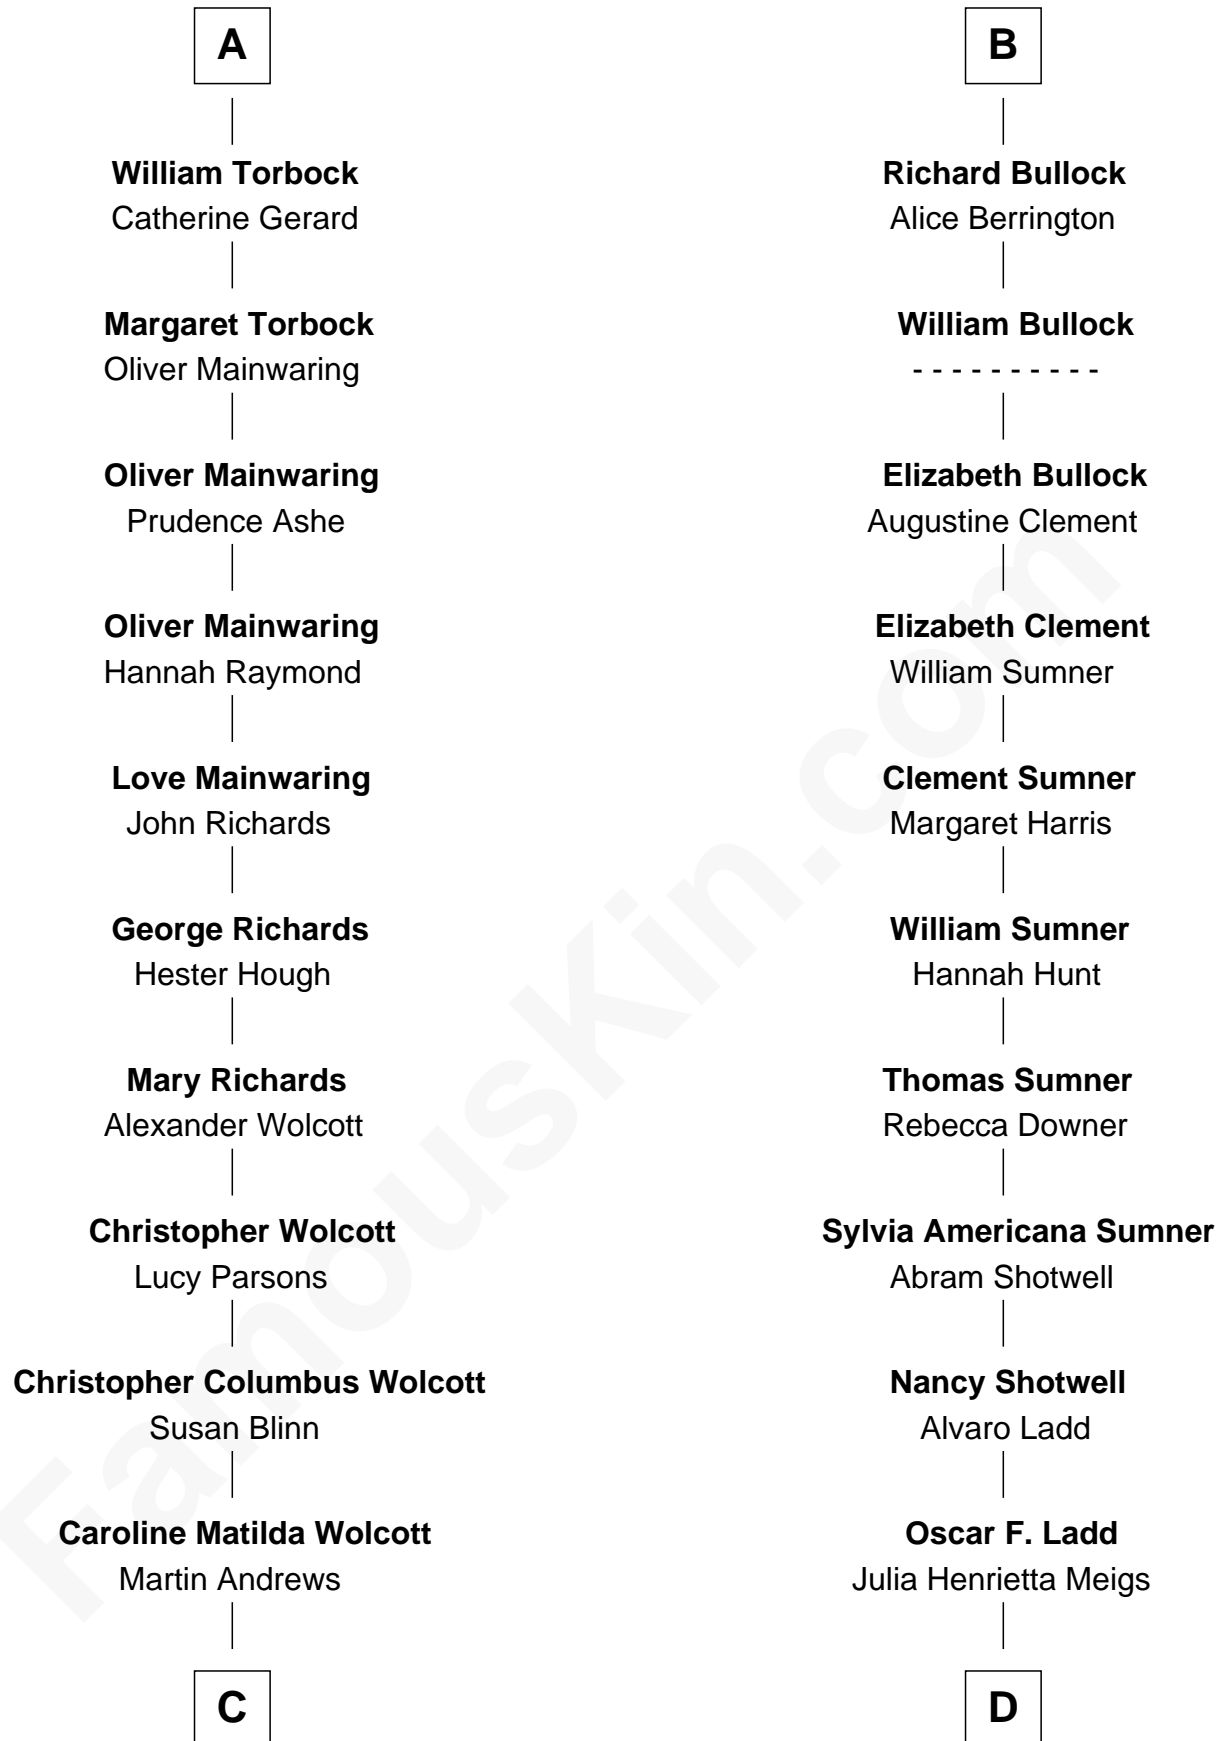 A
William Torbock
Catherine Gerard
Margaret Torbock
Oliver Mainwaring
Oliver Mainwaring
Prudence Ashe
Oliver Mainwaring
Hannah Raymond
Love Mainwaring
John Richards
George Richards
Hester Hough
Mary Richards
Alexander Wolcott
Christopher Wolcott
Lucy Parsons
Christopher Columbus Wolcott
Susan Blinn
Caroline Matilda Wolcott
Martin Andrews
C
B
Richard Bullock
Alice Berrington
William Bullock
- - - - - - - - - -
Elizabeth Bullock
Augustine Clement
Elizabeth Clement
William Sumner
Clement Sumner
Margaret Harris
William Sumner
Hannah Hunt
Thomas Sumner
Rebecca Downer
Sylvia Americana Sumner
Abram Shotwell
Nancy Shotwell
Alvaro Ladd
Oscar F. Ladd
Julia Henrietta Meigs
D
FamousKin.com